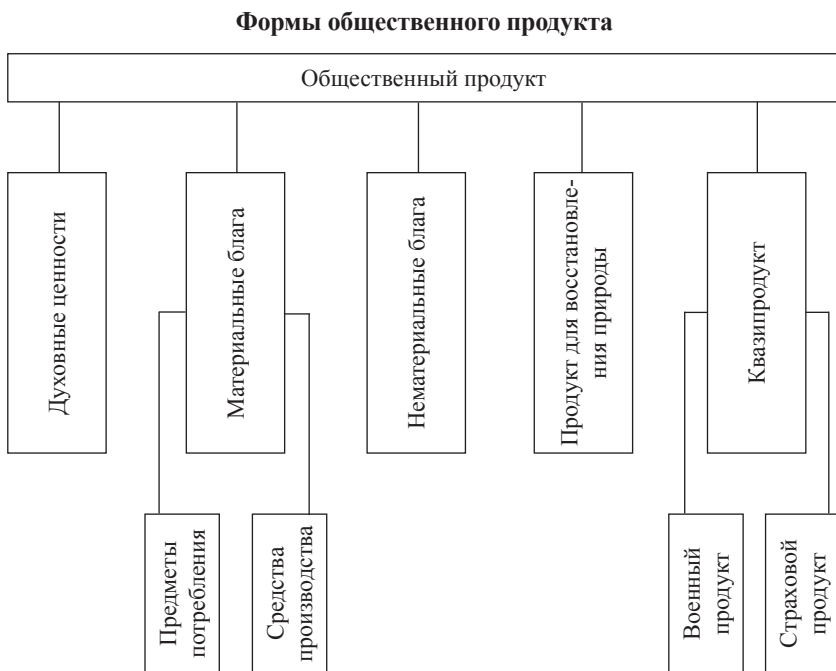 Формы общественного продукта
Общественный продукт
Духовные ценности
Материальные блага
Нематериальные блага
Продукт для восстановле-
ния природы
Квазипродукт
Предметы
потребления
Средства
производства
Военный
продукт
Страховой
продукт